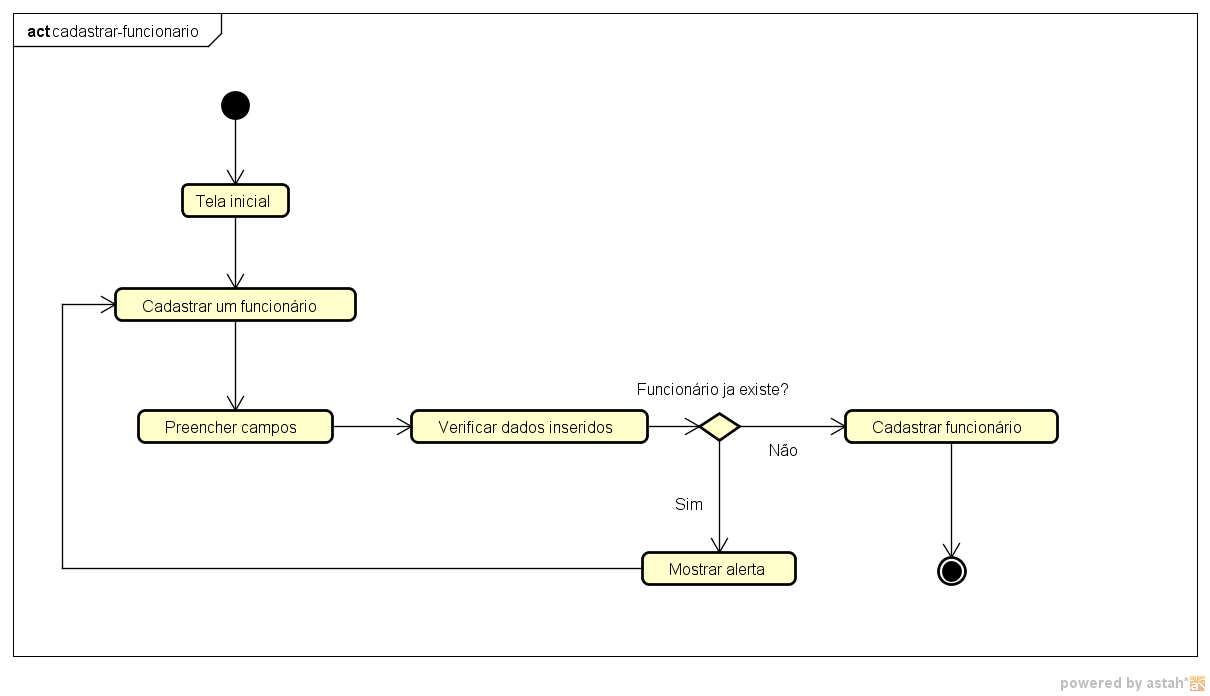 act cadastrar-funcionario
Tela inicial
Cadastrar um funcionário
Funcionário ja existe?
Preencher campos
Verificar dados inseridos
Cadastrar funcionário
Não
Sim
Mostrar alerta
powered by astah*